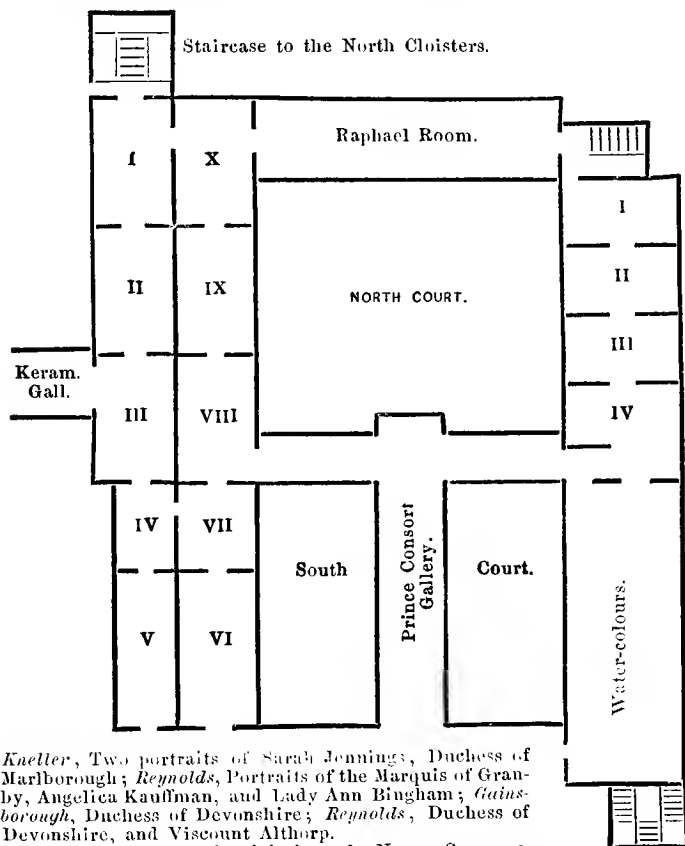 Staircase to the North Cloisters.
Raphael Room.
I
X
I
II
IX
NORTH COURT.
II
III
Keram.
Gall.
III
VIII
IV
IV
VII
South
Prince Consort
Gallery.
Court.
Water-colours.
V
VI
Kneller, Two portraits of Sarah Jennings, Duchess of
Marlborough; Reynolds, Portraits of the Marquis of Gran-
by, Angelica Kauffman, and Lady Ann Bingham; Gains-
borough, Duchess of Devonshire; Reynolds, Duchess of
Devonshire, and Viscount Althorp.